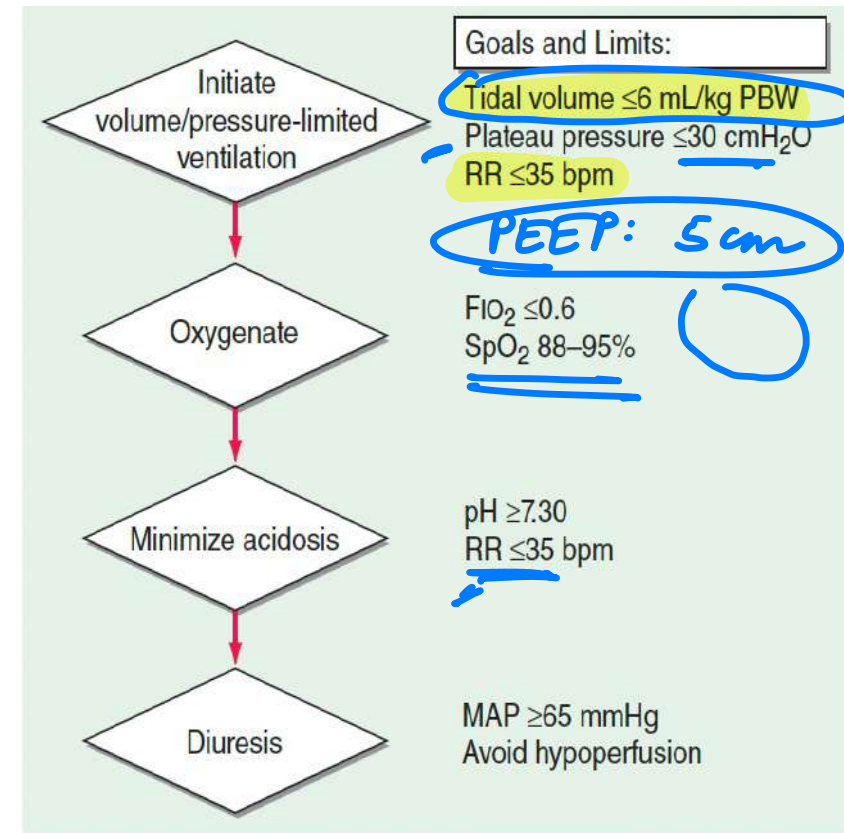 Goals and Limits:
Initiate
volume/pressure-limited
ventilation
Tidal volume ≤6 mL/kg PBW
Plateau pressure ≤30 cmH₂O
RR ≤35 bpm
PEEP: 5 cm
Oxygenate
FIO₂ ≤0.6
SpO₂ 88–95%
Minimize acidosis
pH ≥7.30
RR ≤35 bpm
Diuresis
MAP ≥65 mmHg
Avoid hypoperfusion